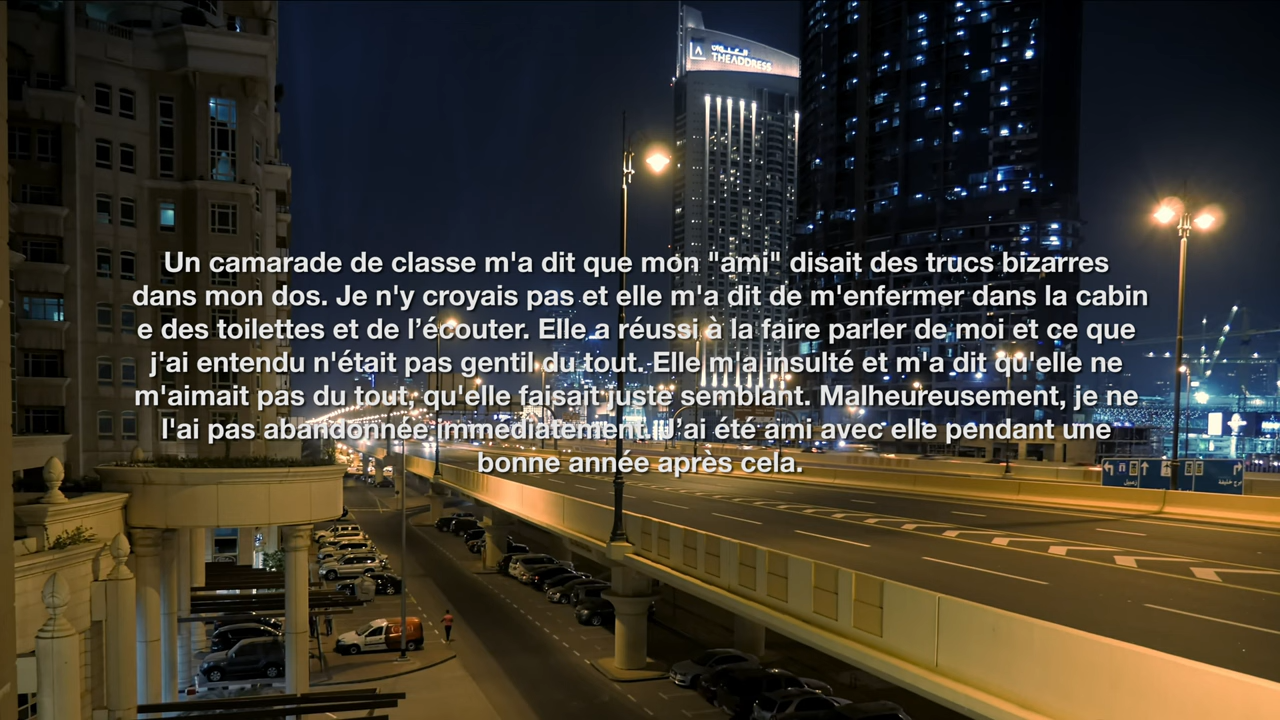 العنوان
THEADDRESS
Un camarade de classe m'a dit que mon "ami" disait des trucs bizarres
dans mon dos. Je n'y croyais pas et elle m'a dit de m'enfermer dans la cabin
e des toilettes et de l’écouter. Elle a réussi à la faire parler de moi et ce que
j'ai entendu n'était pas gentil du tout. Elle m'a insulté et m'a dit qu'elle ne
m'aimait pas du tout, qu'elle faisait juste semblant. Malheureusement, je ne
l'ai pas abandonnée immédiatement. J’ai été ami avec elle pendant une
bonne année après cela.